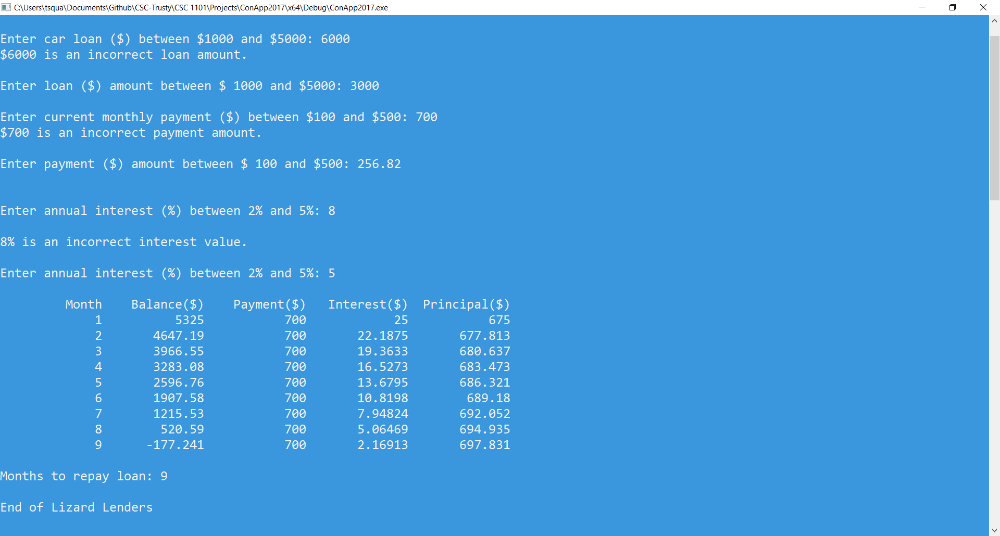 C:\Users\tsqua\Documents\Github\CSC-Trusty\CSC 1101\Projects\ConApp2017\x64\Debug\ConApp2017.exe
Enter car loan ($) between $1000 and $5000: 6000
$6000 is an incorrect loan amount.
Enter loan ($) amount between $ 1000 and $5000: 3000
Enter current monthly payment ($) between $100 and $500: 700
$700 is an incorrect payment amount.
Enter payment ($) amount between $ 100 and $500: 256.82
Enter annual interest (%) between 2% and 5%: 8
8% is an incorrect interest value.
Enter annual interest (%) between 2% and 5%: 5
Month Balance($) Payment($) Interest($) Principal($)
1 5325 700 25 675
2 4647.19 700 22.1875 677.813
3 3966.55 700 19.3633 680.637
4 3283.08 700 16.5273 683.473
5 2596.76 700 13.6795 686.321
6 1907.58 700 10.8198 689.18
7 1215.53 700 7.94824 692.052
8 520.59 700 5.06469 694.935
9 -177.241 700 2.16913 697.831
Months to repay loan: 9
End of Lizard Lenders